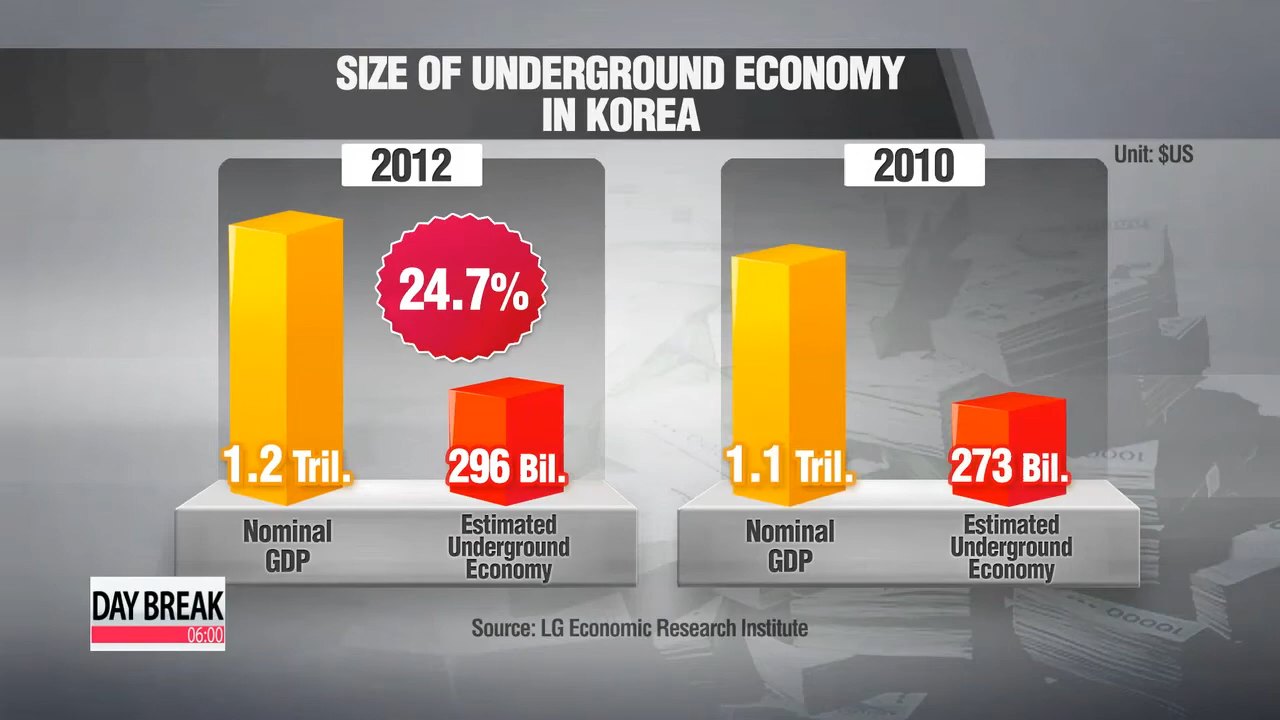 SIZE OF UNDERGROUND ECONOMY
IN KOREA
Unit: $US
2012
24.7%
1.2 Tril.
296 Bil.
Nominal
GDP
Estimated
Underground
Economy
2010
1.1 Tril.
273 Bil.
Nominal
GDP
Estimated
Underground
Economy
DAY BREAK
06:00
Source: LG Economic Research Institute